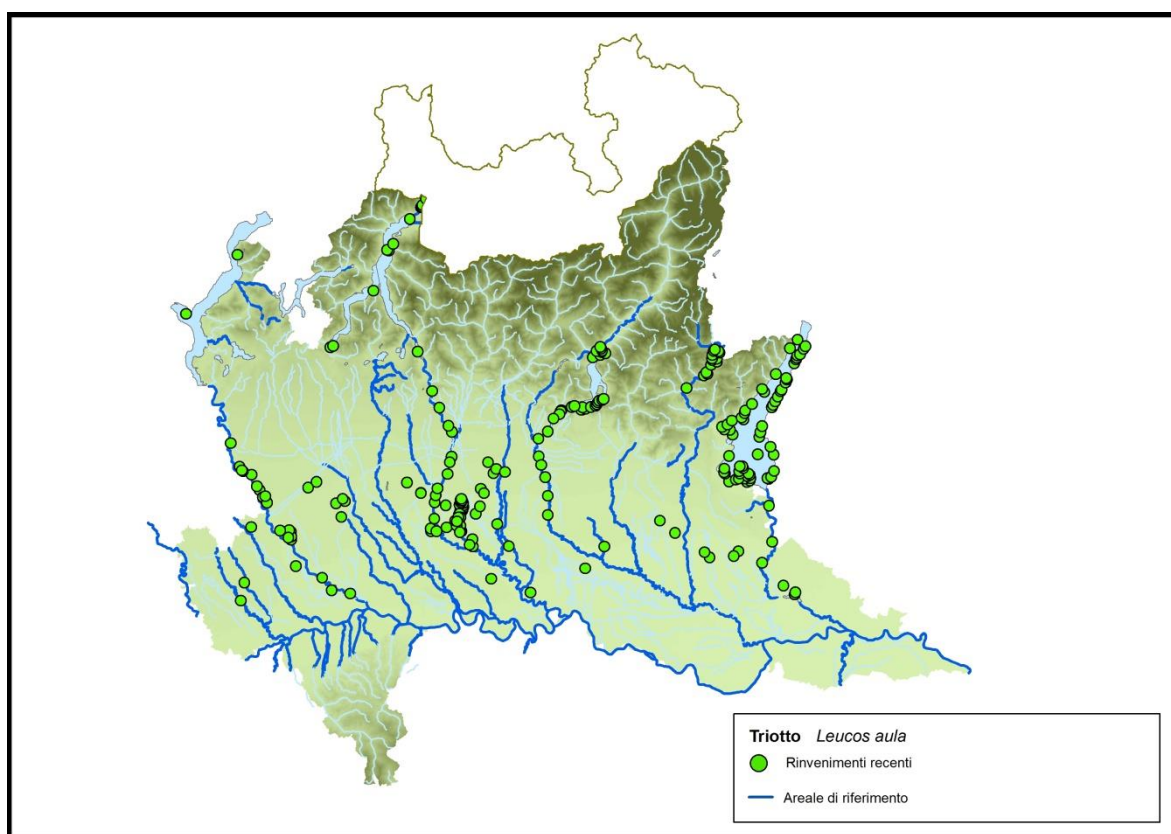 Triotto Leucos aula
Rinvenimenti recenti
Areale di riferimento